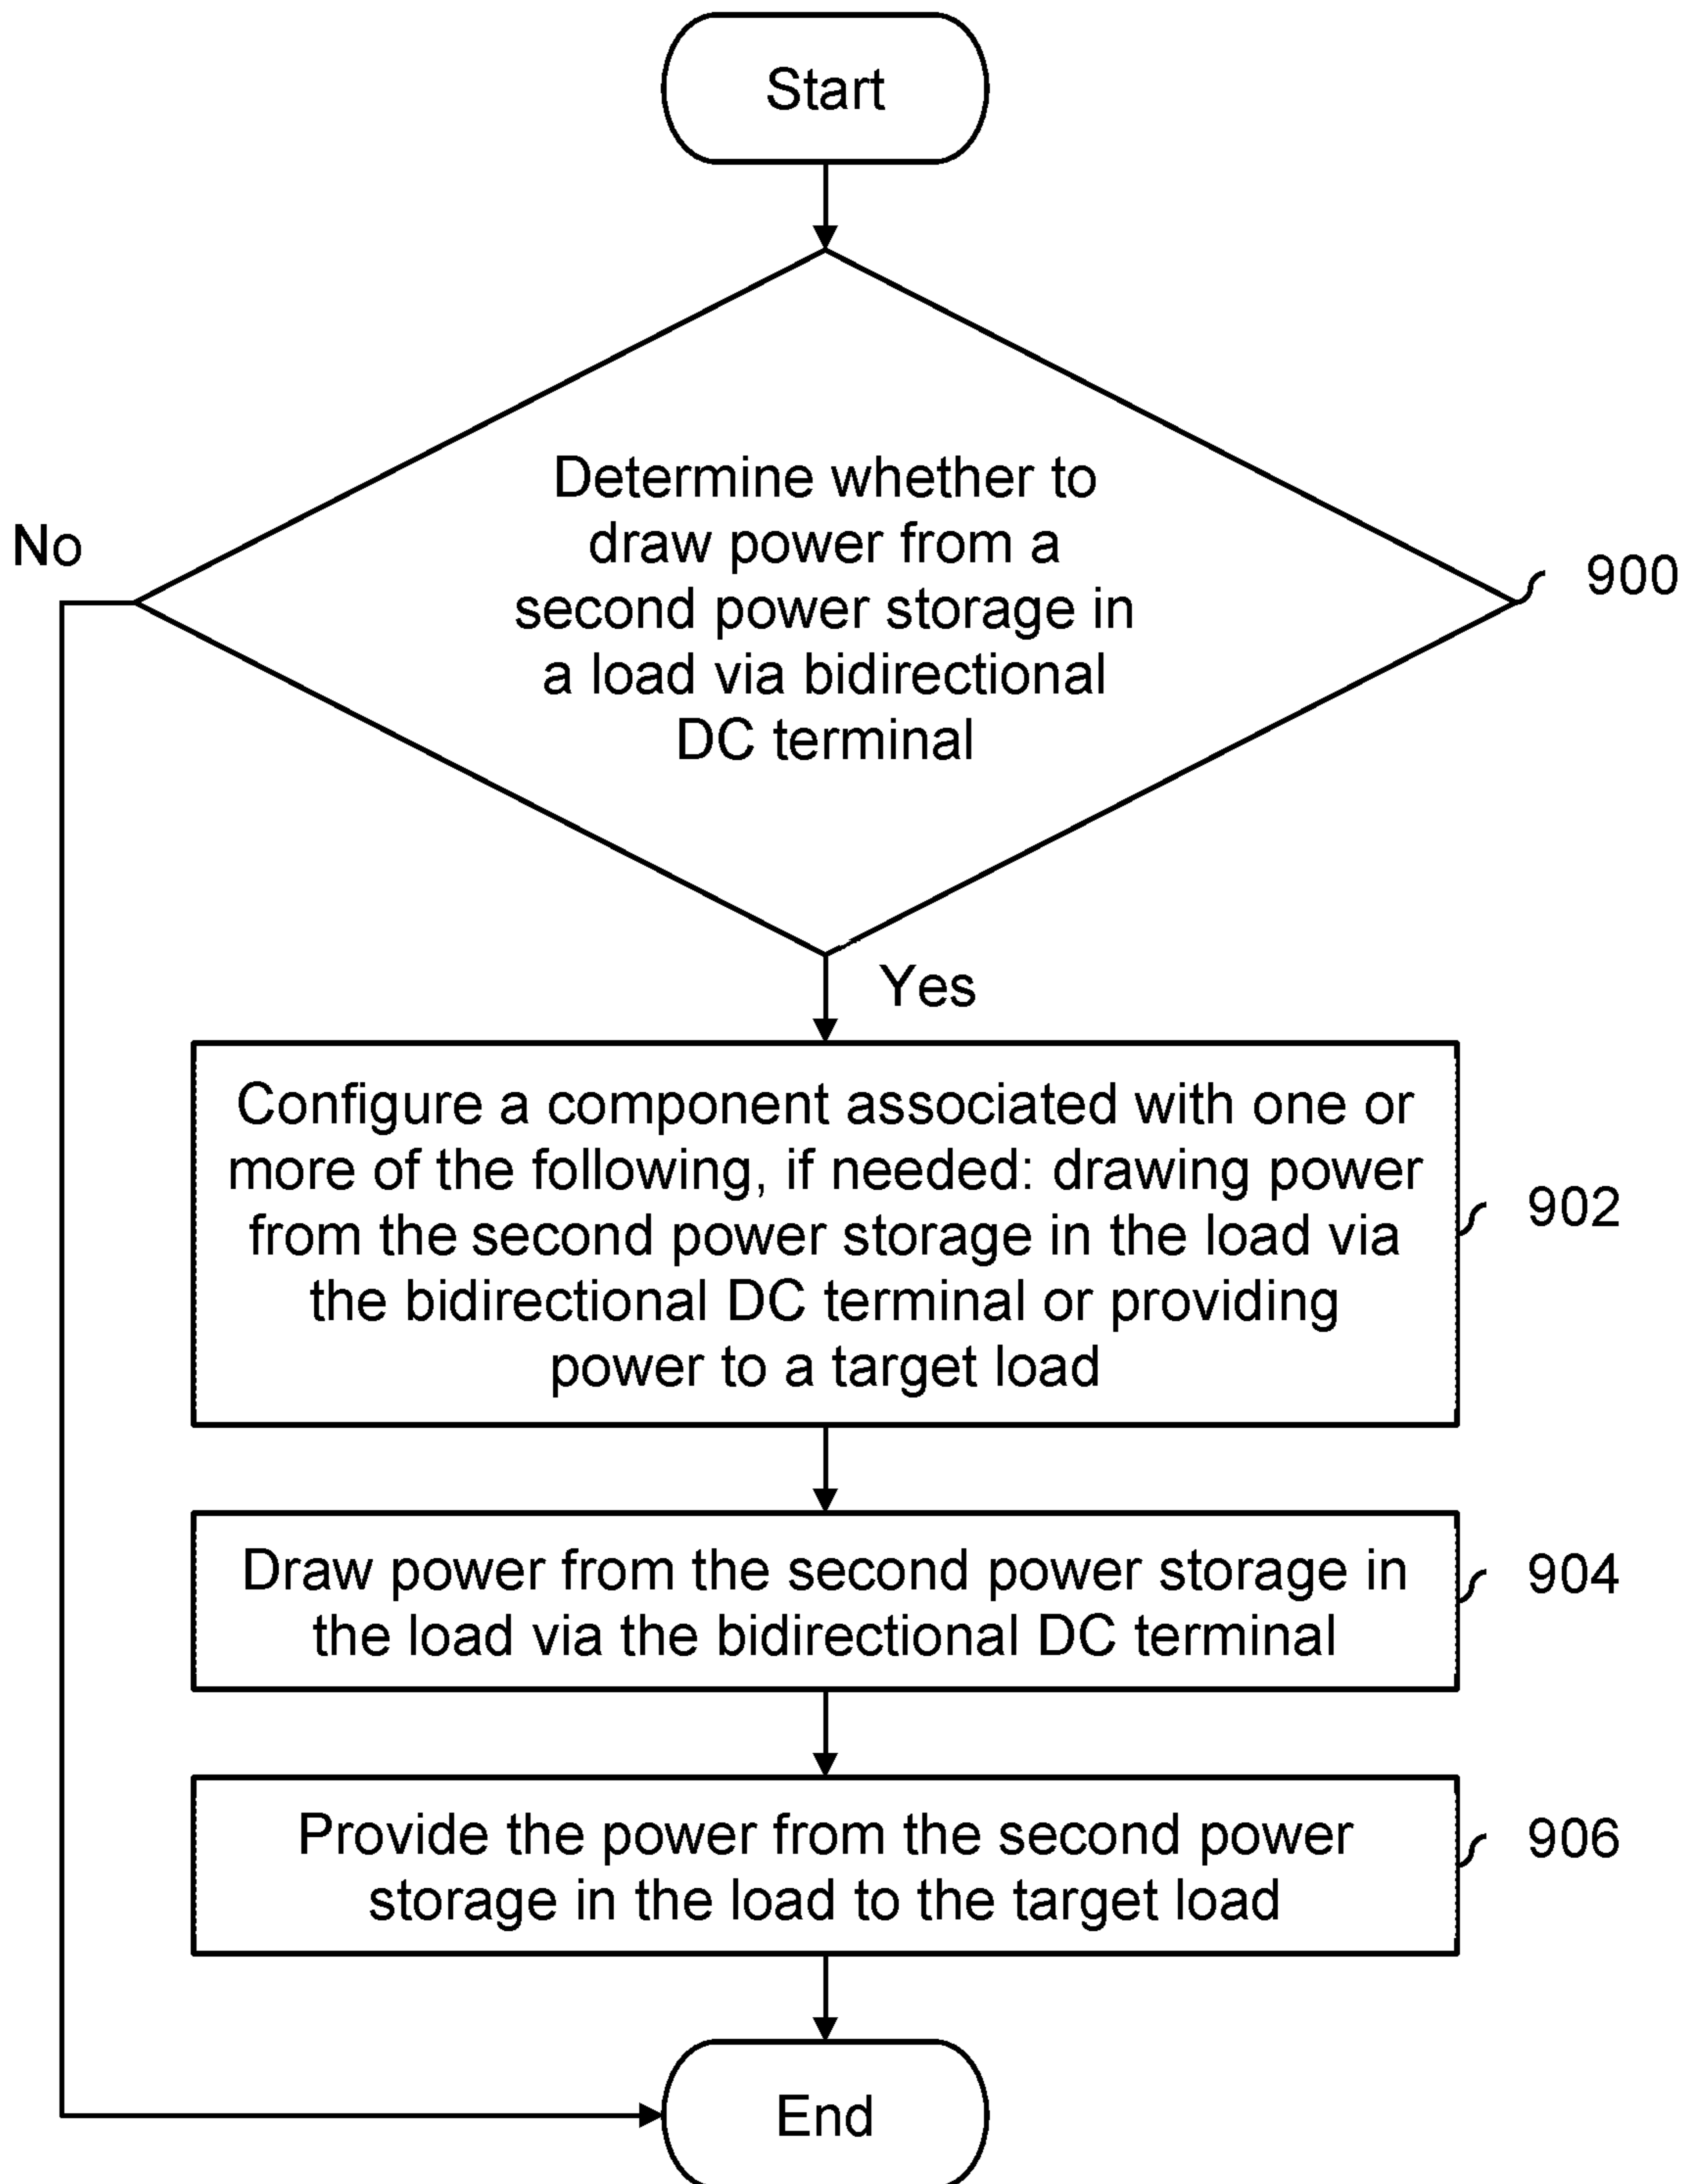 Start
Determine whether to
draw power from a
second power storage in
a load via bidirectional
DC terminal
No
900
Yes
Configure a component associated with one or
more of the following, if needed: drawing power
from the second power storage in the load via
the bidirectional DC terminal or providing
power to a target load
902
Draw power from the second power storage in
the load via the bidirectional DC terminal
904
Provide the power from the second power
storage in the load to the target load
906
End